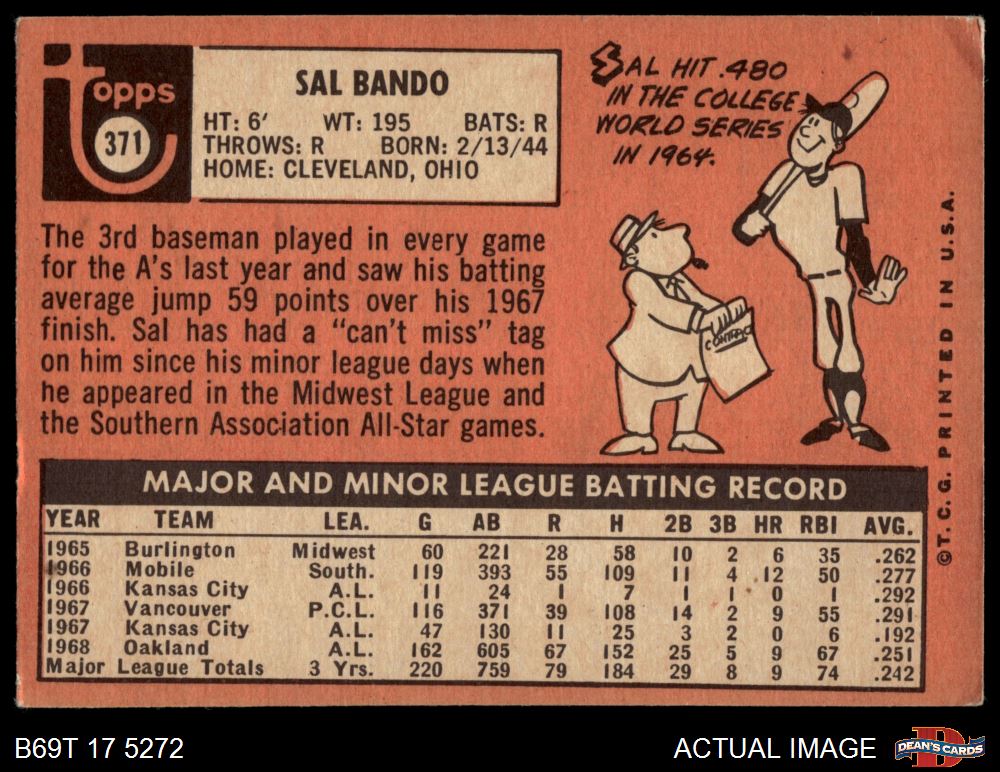 topps
371
SAL BANDO
HT: 6' WT: 195 BATS: R
THROWS: R BORN: 2/13/44
HOME: CLEVELAND, OHIO
SAL HIT .480
IN THE COLLEGE
WORLD SERIES
IN 1964.
CONTRACT
The 3rd baseman played in every game
for the A's last year and saw his batting
average jump 59 points over his 1967
finish. Sal has had a "can't miss" tag
on him since his minor league days when
he appeared in the Midwest League and
the Southern Association All-Star games.
MAJOR AND MINOR LEAGUE BATTING RECORD
YEAR TEAM LEA. G AB R H 2B 3B HR RBI AVG.
1965 Burlington Midwest 60 221 28 58 10 2 6 35 .262
1966 Mobile South. 119 393 55 109 11 4 12 50 .277
1966 Kansas City A.L. 11 24 1 7 1 1 0 1 .292
1967 Vancouver P.C.L. 116 371 39 108 14 2 9 55 .291
1967 Kansas City A.L. 47 130 11 25 3 2 0 6 .192
1968 Oakland A.L. 162 605 67 152 25 5 9 67 .251
Major League Totals 3 Yrs. 220 759 79 184 29 8 9 74 .242
©T. C. G. PRINTED IN U.S.A.
B69T 17 5272
ACTUAL IMAGE
D
DEAN'S CARDS